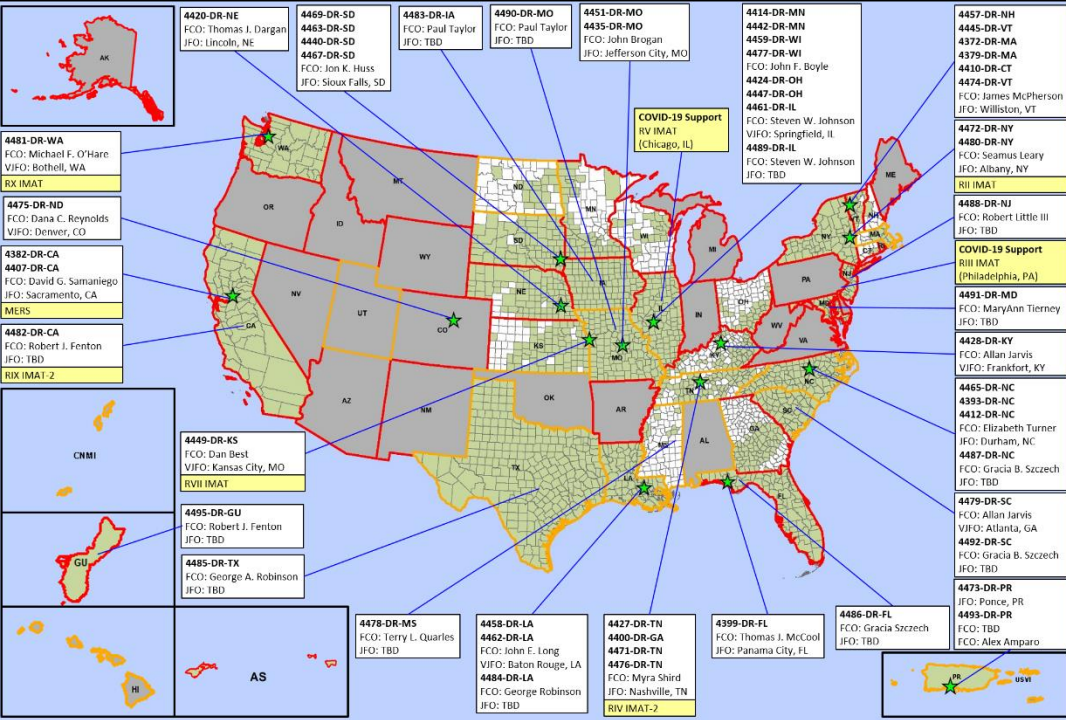 4420-DR-NE
FCO: Thomas J. Dargan
JFO: Lincoln, NE
4469-DR-SD
4463-DR-SD
4440-DR-SD
4467-DR-SD
FCO: Jon K. Huss
JFO: Sioux Falls, SD
4483-DR-IA
FCO: Paul Taylor
JFO: TBD
4490-DR-MO
FCO: Paul Taylor
JFO: TBD
4451-DR-MO
4435-DR-MO
FCO: John Brogan
JFO: Jefferson City, MO
4414-DR-MN
4442-DR-MN
4459-DR-WI
4477-DR-WI
FCO: John F. Boyle
4424-DR-OH
4447-DR-OH
4461-DR-IL
FCO: Steven W. Johnson
VJFO: Springfield, IL
4489-DR-IL
FCO: Steven W. Johnson
JFO: TBD
4457-DR-NH
4445-DR-VT
4372-DR-MA
4379-DR-MA
4410-DR-CT
4474-DR-VT
FCO: James McPherson
JFO: Williston, VT
COVID-19 Support
RV IMAT
(Chicago, IL)
4472-DR-NY
4480-DR-NY
FCO: Seamus Leary
JFO: Albany, NY
RII IMAT
4488-DR-NJ
FCO: Robert Little III
JFO: TBD
COVID-19 Support
RIII IMAT
(Philadelphia, PA)
4491-DR-MD
FCO: MaryAnn Tierney
JFO: TBD
4428-DR-KY
FCO: Allan Jarvis
VJFO: Frankfort, KY
4465-DR-NC
4393-DR-NC
4412-DR-NC
FCO: Elizabeth Turner
JFO: Durham, NC
4487-DR-NC
FCO: Gracia B. Szczech
4479-DR-SC
FCO: Allan Jarvis
VJFO: Atlanta, GA
4492-DR-SC
FCO: Gracia B. Szczech
JFO: TBD
4473-DR-PR
JFO: Ponce, PR
4493-DR-PR
FCO: TBD
FCO: Alex Amparo
4481-DR-WA
FCO: Michael F. O'Hare
VJFO: Bothell, WA
RX IMAT
4475-DR-ND
FCO: Dana C. Reynolds
VJFO: Denver, CO
4382-DR-CA
4407-DR-CA
FCO: David G. Samaniego
JFO: Sacramento, CA
MERS
4482-DR-CA
FCO: Robert J. Fenton
JFO: TBD
RIX IMAT-2
4449-DR-KS
FCO: Dan Best
VJFO: Kansas City, MO
RVII IMAT
4495-DR-GU
FCO: Robert J. Fenton
JFO: TBD
4485-DR-TX
FCO: George A. Robinson
JFO: TBD
4478-DR-MS
FCO: Terry L. Quarles
JFO: TBD
4458-DR-LA
4462-DR-LA
FCO: John E. Long
VJFO: Baton Rouge, LA
4484-DR-LA
FCO: George Robinson
JFO: TBD
4427-DR-TN
4400-DR-GA
4471-DR-TN
4476-DR-TN
FCO: Myra Shird
JFO: Nashville, TN
RIV IMAT-2
4399-DR-FL
FCO: Thomas J. McCool
JFO: Panama City, FL
4486-DR-FL
FCO: Gracia Szczech
JFO: TBD
AK
WA
OR
CA
ID
NV
MT
WY
UT
AZ
CO
NM
ND
SD
NE
KS
OK
TX
MN
IA
MO
AR
LA
WI
IL
MI
IN
OH
KY
TN
MS
AL
GA
FL
SC
NC
VA
WV
PA
NY
VT
NH
ME
MA
CT
NJ
MD
CNMI
GU
HI
AS
PR
USVI